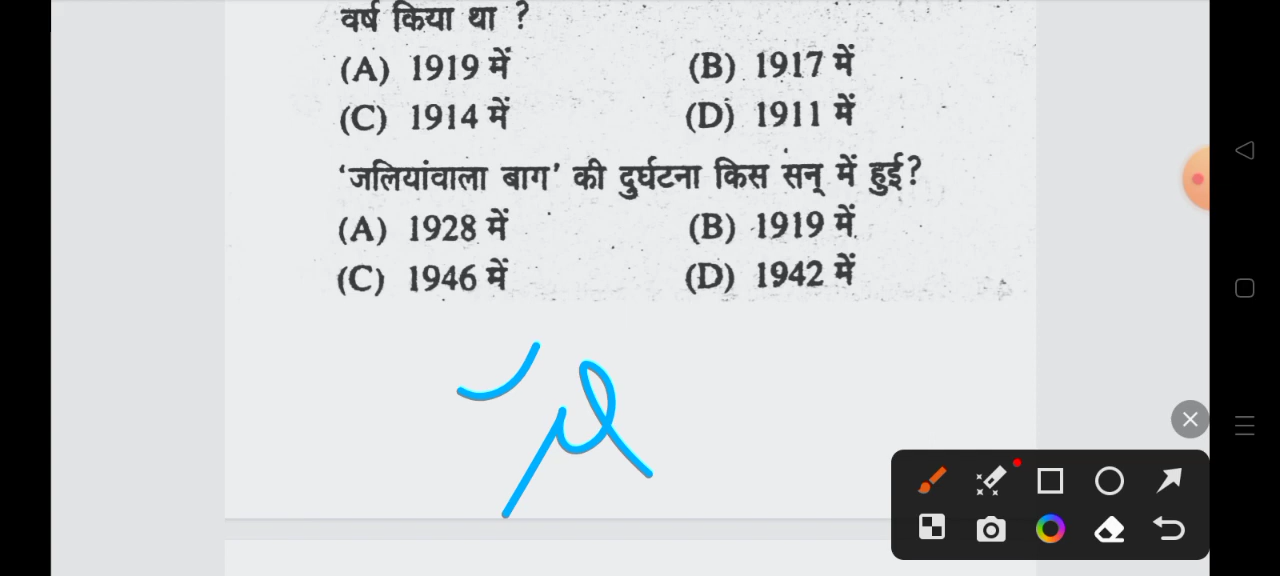 वर्ष किया था ?
(A) 1919 में (B) 1917 में
(C) 1914 में (D) 1911 में
‘जलियांवाला बाग’ की दुर्घटना किस सन् में हुई?
(A) 1928 में (B) 1919 में
(C) 1946 में (D) 1942 में